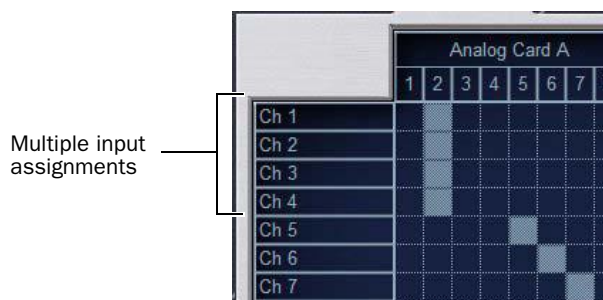 Analog Card A
1 2 3 4 5 6 7
Multiple input
assignments
Ch 1
Ch 2
Ch 3
Ch 4
Ch 5
Ch 6
Ch 7